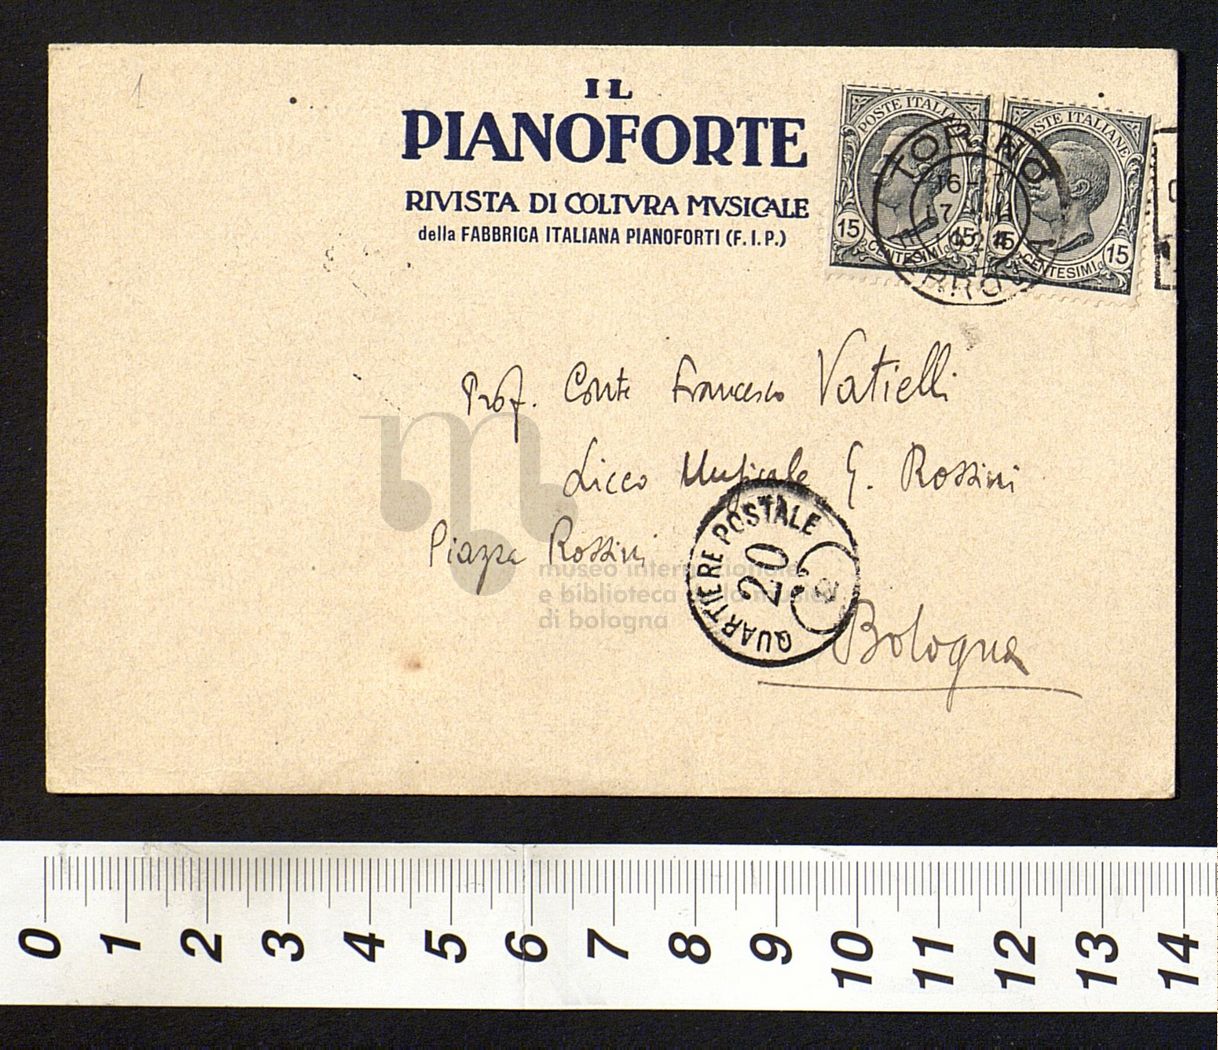 1
IL
PIANOFORTE
RIVISTA DI COLTVRA MVSICALE
della FABBRICA ITALIANA PIANOFORTI (F. I. P.)
POSTE ITALIANE
15 CENTESIMI 15
POSTE ITALIANE
15 CENTESIMI 15
TORINO
16 -
FERROVIA
Prof. Conte Francesco Vatielli
Liceo Musicale G. Rossini
Piazza Rossini
QUARTIERE POSTALE
20
Bologna
museo internazionale
e biblioteca della musica
di bologna
0 1 2 3 4 5 6 7 8 9 10 11 12 13 14